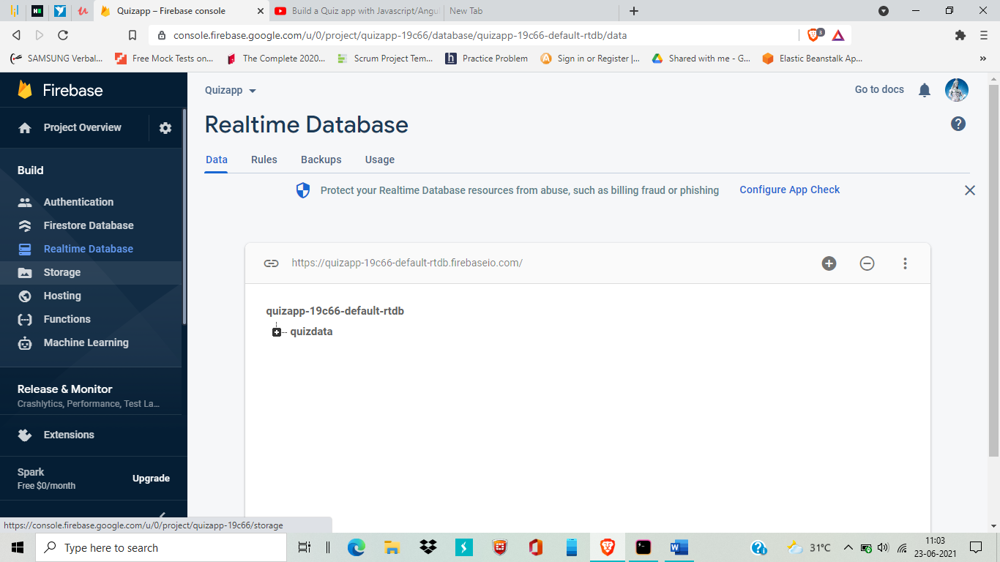 Quizapp – Firebase console
Build a Quiz app with Javascript/Angu
New Tab
console.firebase.google.com/u/0/project/quizapp-19c66/database/quizapp-19c66-default-rtdb/data
3
SAMSUNG Verbal...
Free Mock Tests on...
The Complete 2020...
Scrum Project Tem...
Practice Problem
Sign in or Register |...
Shared with me - G...
Elastic Beanstalk Ap...
Firebase
Quizapp
Go to docs
Project Overview
Realtime Database
Build
Data
Rules
Backups
Usage
Authentication
Protect your Realtime Database resources from abuse, such as billing fraud or phishing
Configure App Check
Firestore Database
Realtime Database
Storage
https://quizapp-19c66-default-rtdb.firebaseio.com/
Hosting
quizapp-19c66-default-rtdb
Functions
quizdata
Machine Learning
Release & Monitor
Crashlytics, Performance, Test La...
Extensions
Spark
Free $0/month
Upgrade
https://console.firebase.google.com/u/0/project/quizapp-19c66/storage
Type here to search
31°C
11:03
23-06-2021